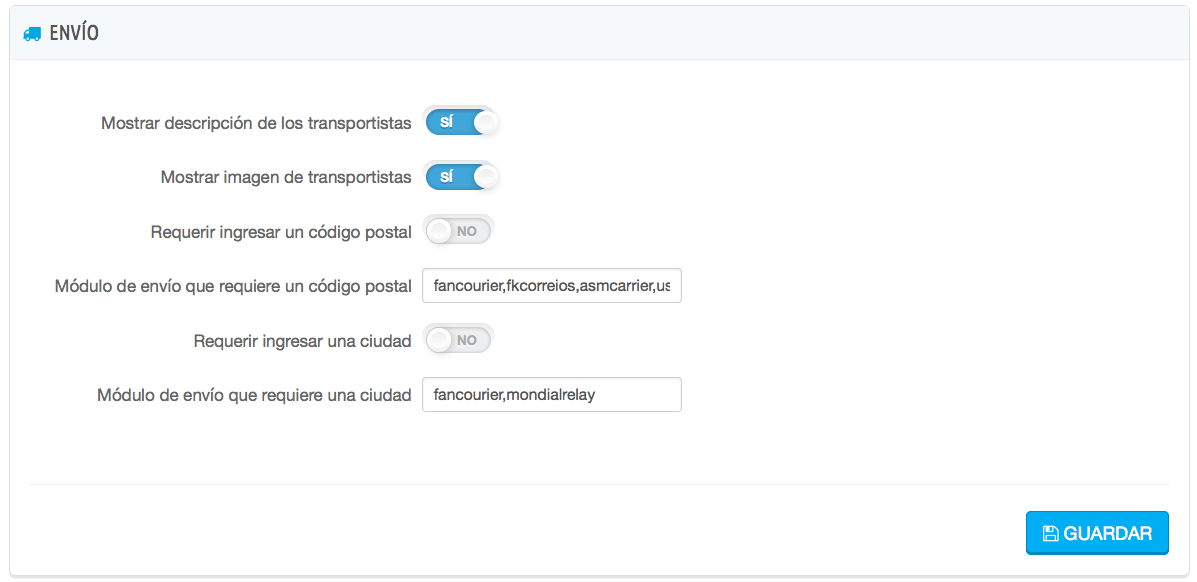 ENVÍO
Mostrar descripción de los transportistas SÍ
Mostrar imagen de transportistas SÍ
Requerir ingresar un código postal NO
Módulo de envío que requiere un código postal fancourier,fkcorreios,asmcarrier,us
Requerir ingresar una ciudad NO
Módulo de envío que requiere una ciudad fancourier,mondialrelay
GUARDAR